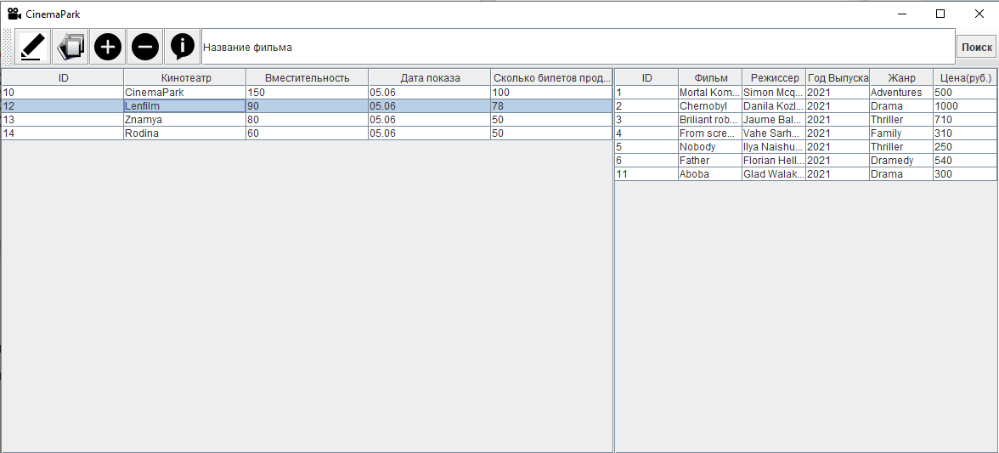 CinemaPark
Название фильма Поиск
ID Кинотеатр Вместительность Дата показа Сколько билетов прод...
10 CinemaPark 150 05.06 100
12 Lenfilm 90 05.06 78
13 Znamya 80 05.06 50
14 Rodina 60 05.06 50
ID Фильм Режиссер Год Выпуска Жанр Цена(руб.)
1 Mortal Kom... Simon Mcq... 2021 Adventures 500
2 Chernobyl Danila Kozl... 2021 Drama 1000
3 Briliant rob... Jaume Bal... 2021 Thriller 710
4 From scre... Vahe Sarh... 2021 Family 310
5 Nobody Ilya Naishu... 2021 Thriller 250
6 Father Florian Hell... 2021 Dramedy 540
11 Aboba Glad Walak... 2021 Drama 300